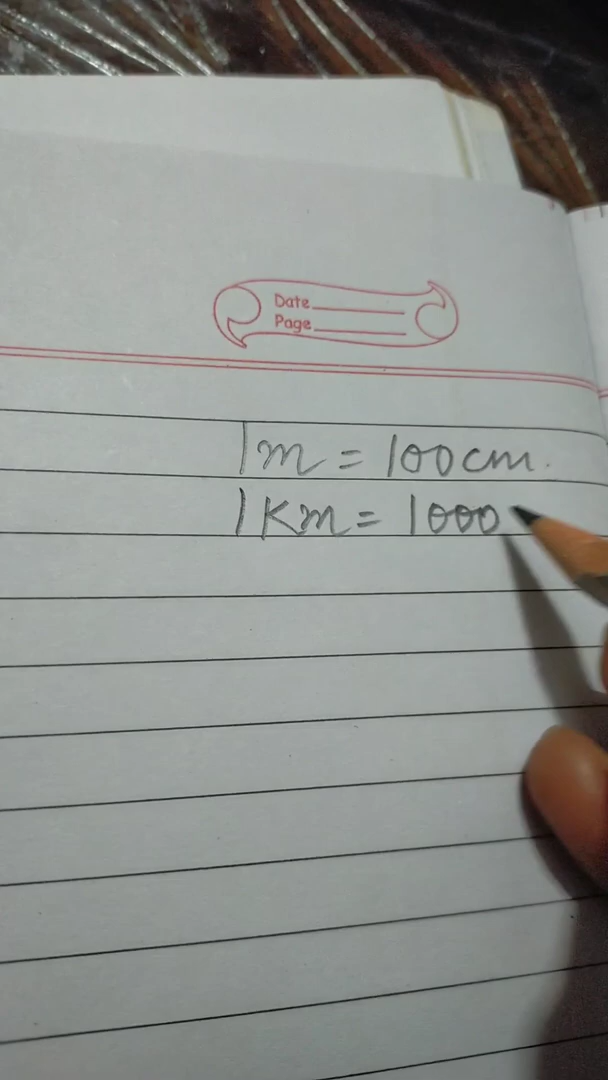 Date
Page
1m = 100cm.
1Km = 1000